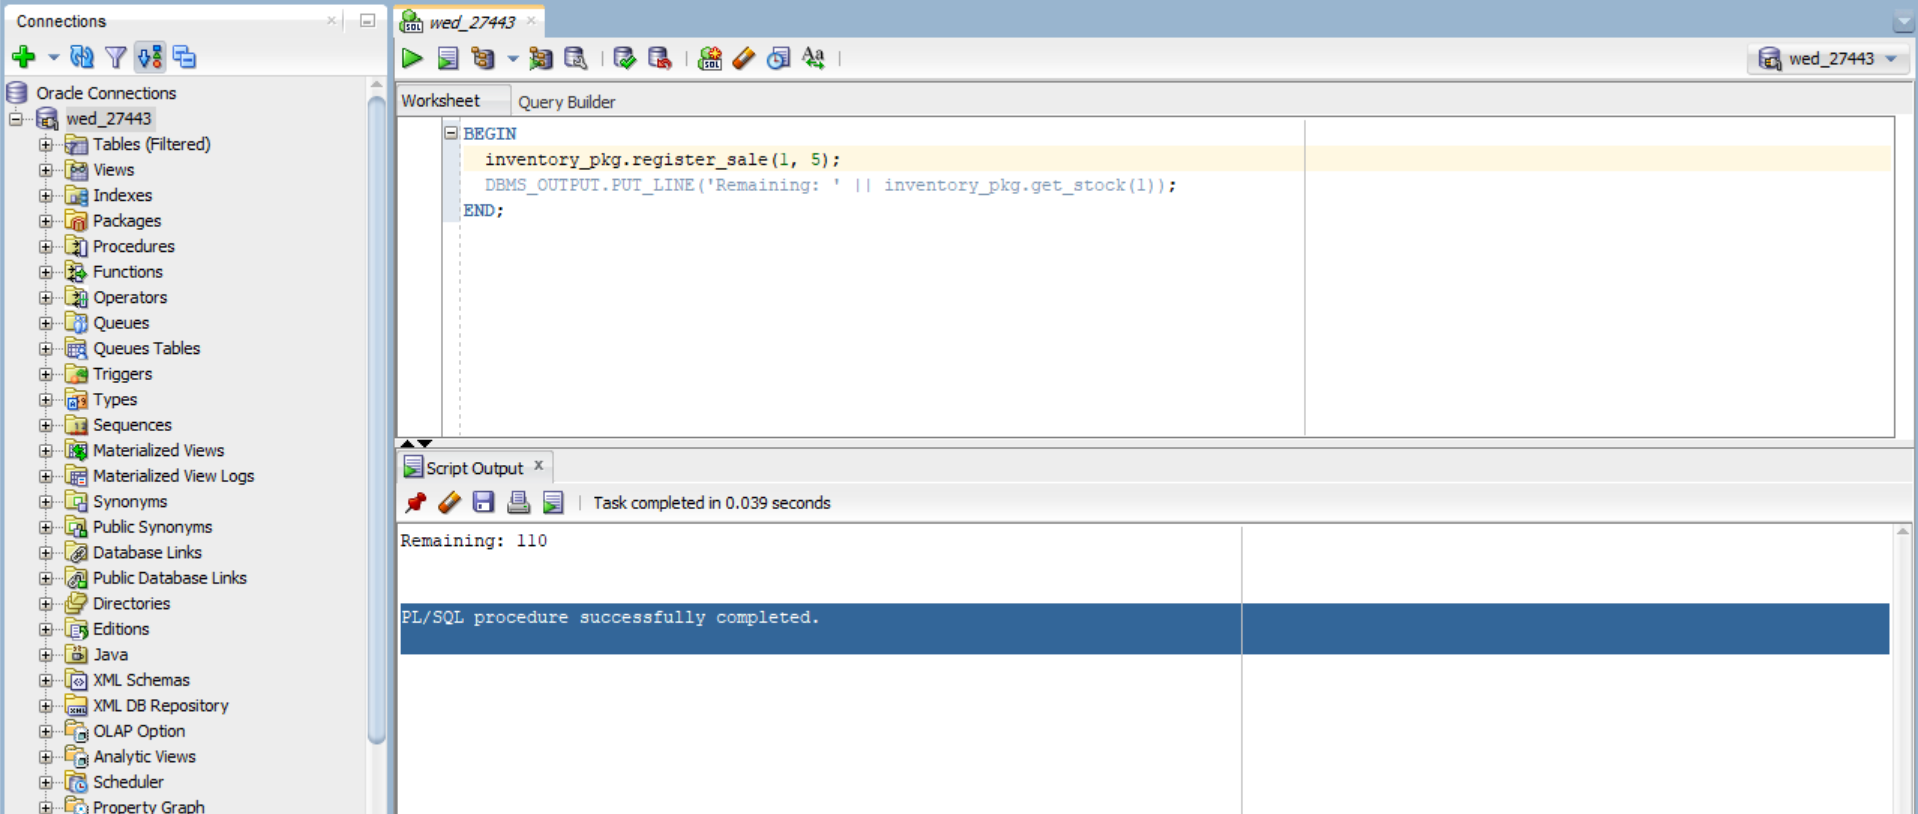 Connections
Oracle Connections
wed_27443
Tables (Filtered)
Views
Indexes
Packages
Procedures
Functions
Operators
Queues
Queues Tables
Triggers
Types
Sequences
Materialized Views
Materialized View Logs
Synonyms
Public Synonyms
Database Links
Public Database Links
Directories
Editions
Java
XML Schemas
XML DB Repository
OLAP Option
Analytic Views
Scheduler
Property Graph
wed_27443
wed_27443
Worksheet Query Builder
BEGIN
inventory_pkg.register_sale(1, 5);
DBMS_OUTPUT.PUT_LINE('Remaining: ' || inventory_pkg.get_stock(1));
END;
Script Output x
Task completed in 0.039 seconds
Remaining: 110
PL/SQL procedure successfully completed.